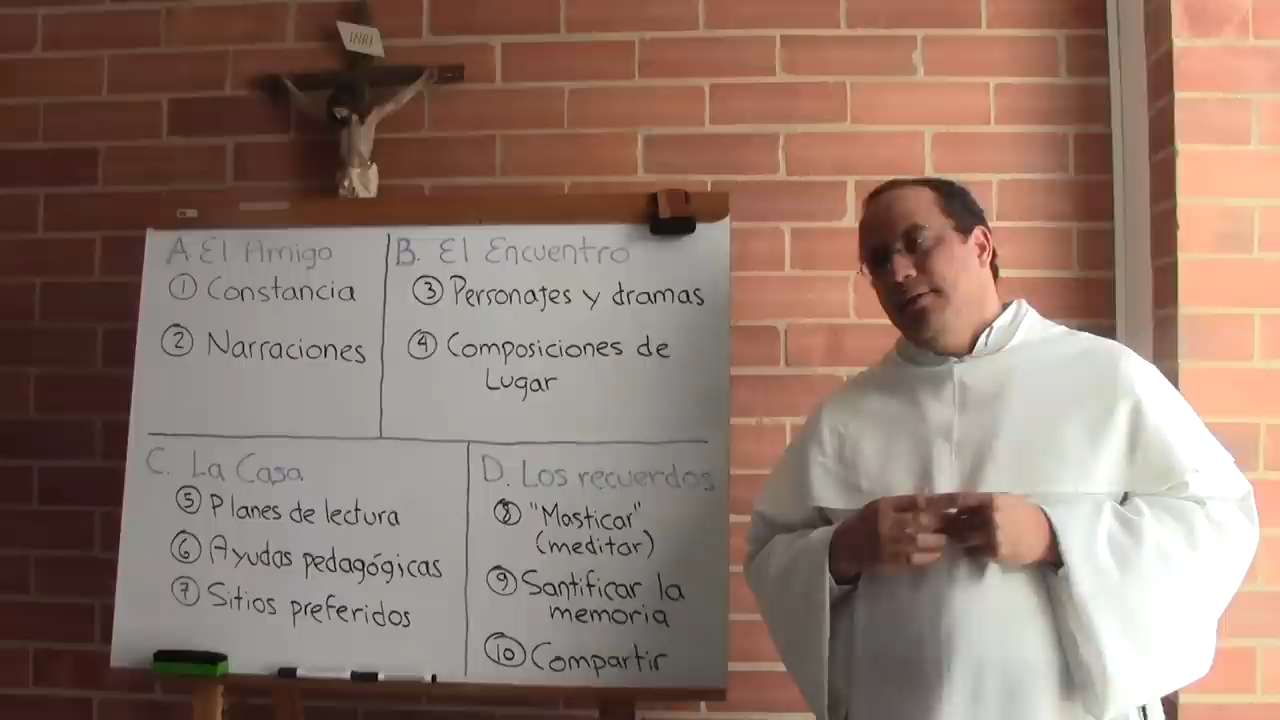 INRI
A. El Amigo
① Constancia
② Narraciones
B. El Encuentro
③ Personajes y dramas
④ Composiciones de
Lugar
C. La Casa
⑤ Planes de lectura
⑥ Ayudas pedagógicas
⑦ Sitios preferidos
D. Los recuerdos
⑧ "Masticar"
(meditar)
⑨ Santificar la
memoria
⑩ Compartir